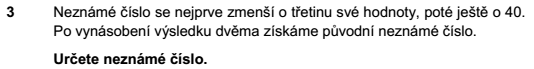 3 Neznámé číslo se nejprve zmenší o třetinu své hodnoty, poté ještě o 40.
Po vynásobení výsledku dvěma získáme původní neznámé číslo.
Určete neznámé číslo.